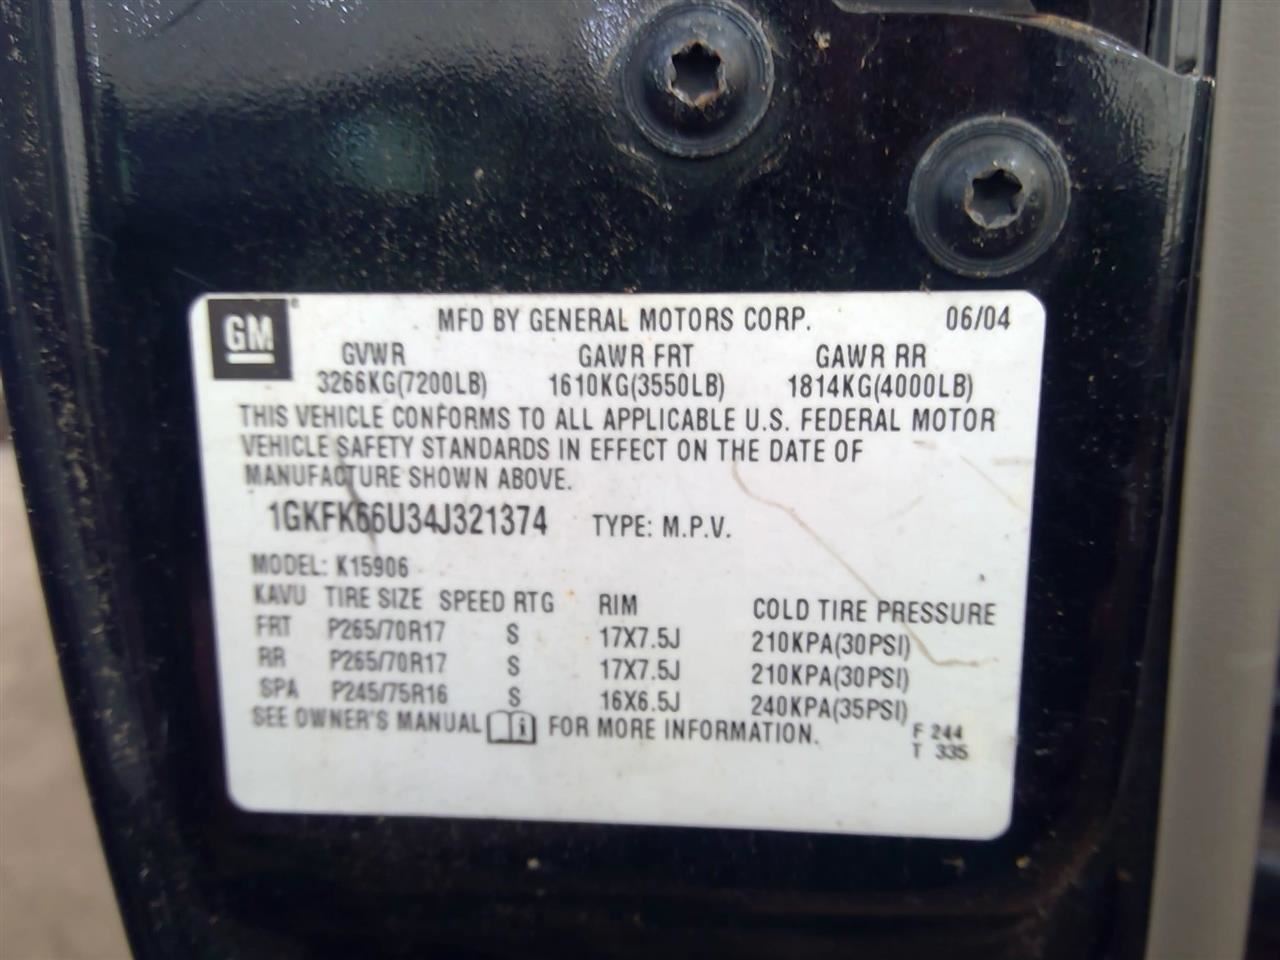 GM
MFD BY GENERAL MOTORS CORP. 06/04
GVWR GAWR FRT GAWR RR
3266KG(7200LB) 1610KG(3550LB) 1814KG(4000LB)
THIS VEHICLE CONFORMS TO ALL APPLICABLE U.S. FEDERAL MOTOR
VEHICLE SAFETY STANDARDS IN EFFECT ON THE DATE OF
MANUFACTURE SHOWN ABOVE.
1GKFK66U34J321374 TYPE: M.P.V.
MODEL: K15906
KAVU TIRE SIZE SPEED RTG RIM COLD TIRE PRESSURE
FRT P265/70R17 S 17X7.5J 210KPA(30PSI)
RR P265/70R17 S 17X7.5J 210KPA(30PSI)
SPA P245/75R16 S 16X6.5J 240KPA(35PSI)
SEE OWNER'S MANUAL i FOR MORE INFORMATION. F 244
T 335